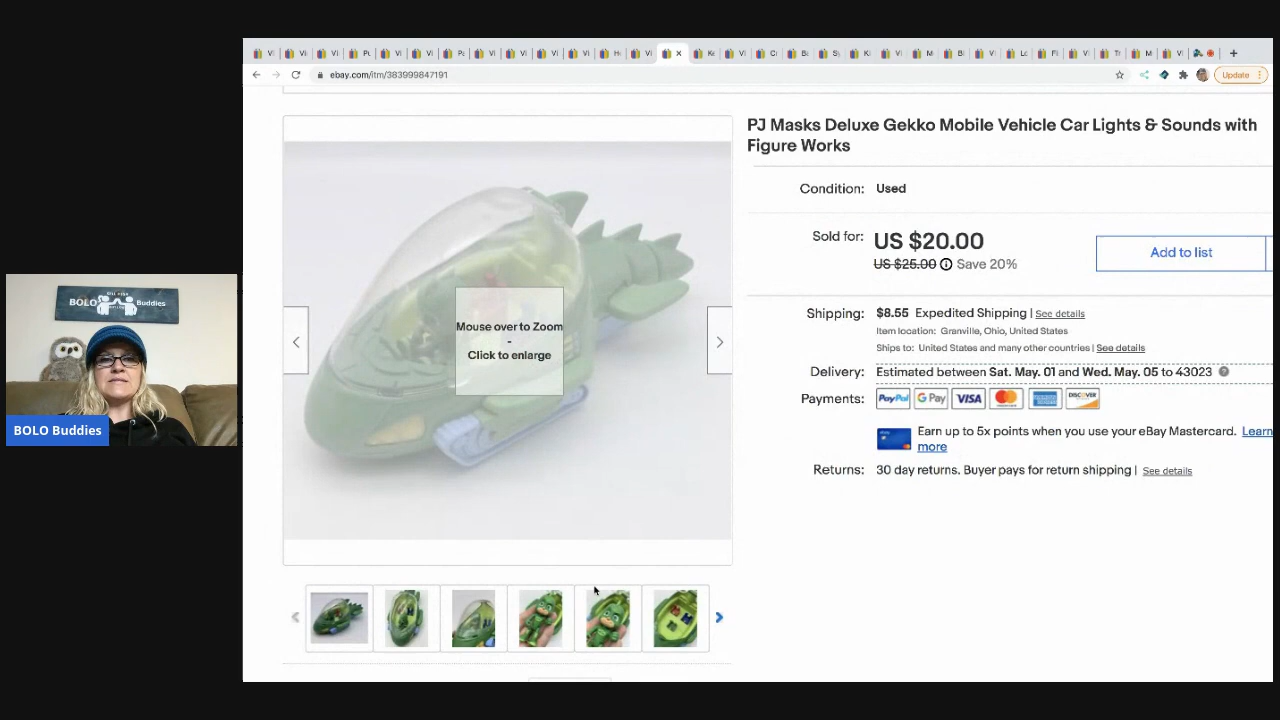 ebay.com/itm/383999847191
Update
PJ Masks Deluxe Gekko Mobile Vehicle Car Lights & Sounds with
Figure Works
Condition: Used
Sold for: US $20.00
US $25.00 Save 20%
Add to list
Shipping: $8.55 Expedited Shipping | See details
Item location: Granville, Ohio, United States
Ships to: United States and many other countries | See details
Delivery: Estimated between Sat. May. 01 and Wed. May. 05 to 43023
Payments: PayPal G Pay VISA DISCOVER
Earn up to 5x points when you use your eBay Mastercard. Learn
more
Returns: 30 day returns. Buyer pays for return shipping | See details
Mouse over to Zoom
-
Click to enlarge
BOLO Buddies
BOLO Buddies